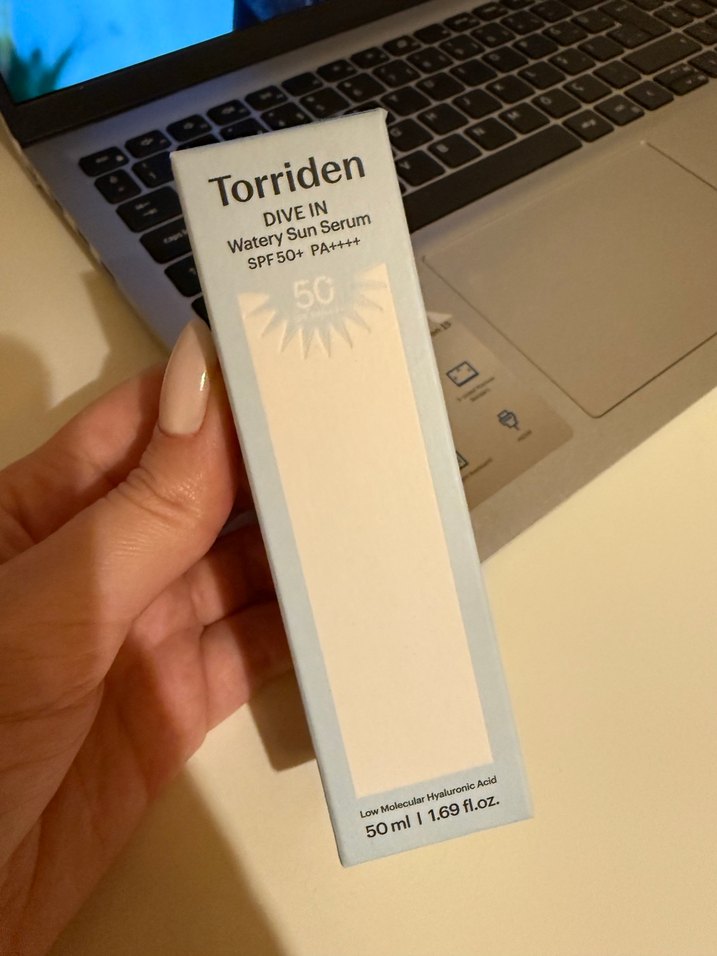 Torriden
DIVE IN
Watery Sun Serum
SPF 50+ PA++++
50
Low Molecular Hyaluronic Acid
50 ml | 1.69 fl.oz.
caps